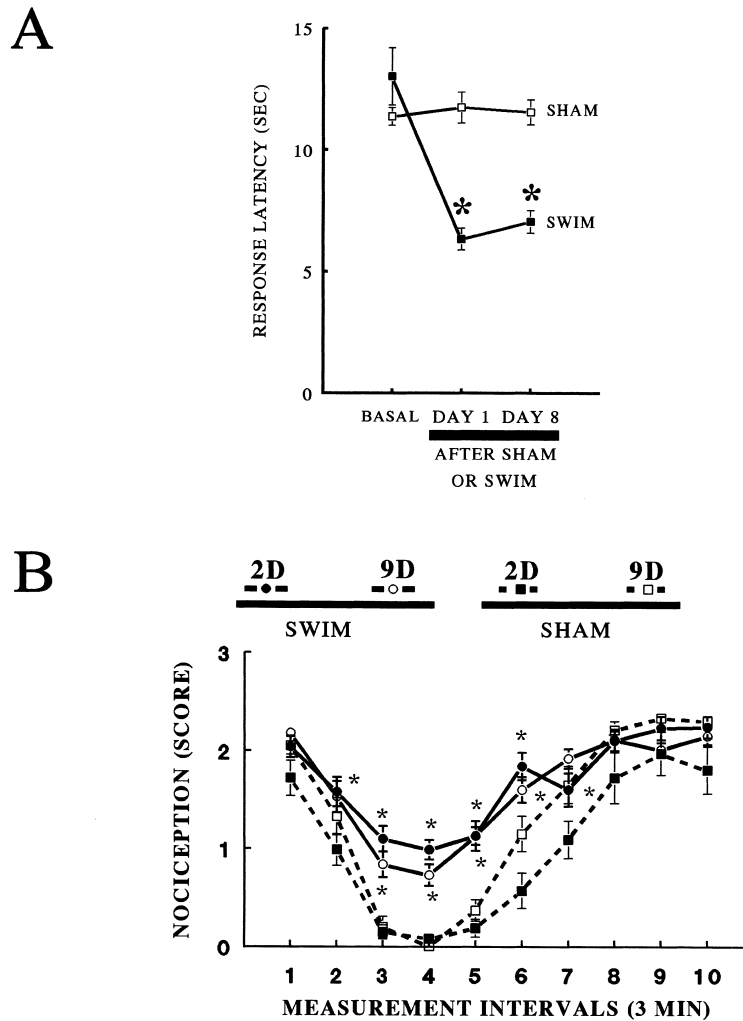 A
15
10
5
0
RESPONSE LATENCY (SEC)
SHAM
*
*
SWIM
BASAL DAY 1 DAY 8
AFTER SHAM
OR SWIM
B
2D 9D 2D 9D
SWIM SHAM
3
2
1
0
NOCICEPTION (SCORE)
* * * * * * * * * *
1 2 3 4 5 6 7 8 9 10
MEASUREMENT INTERVALS (3 MIN)